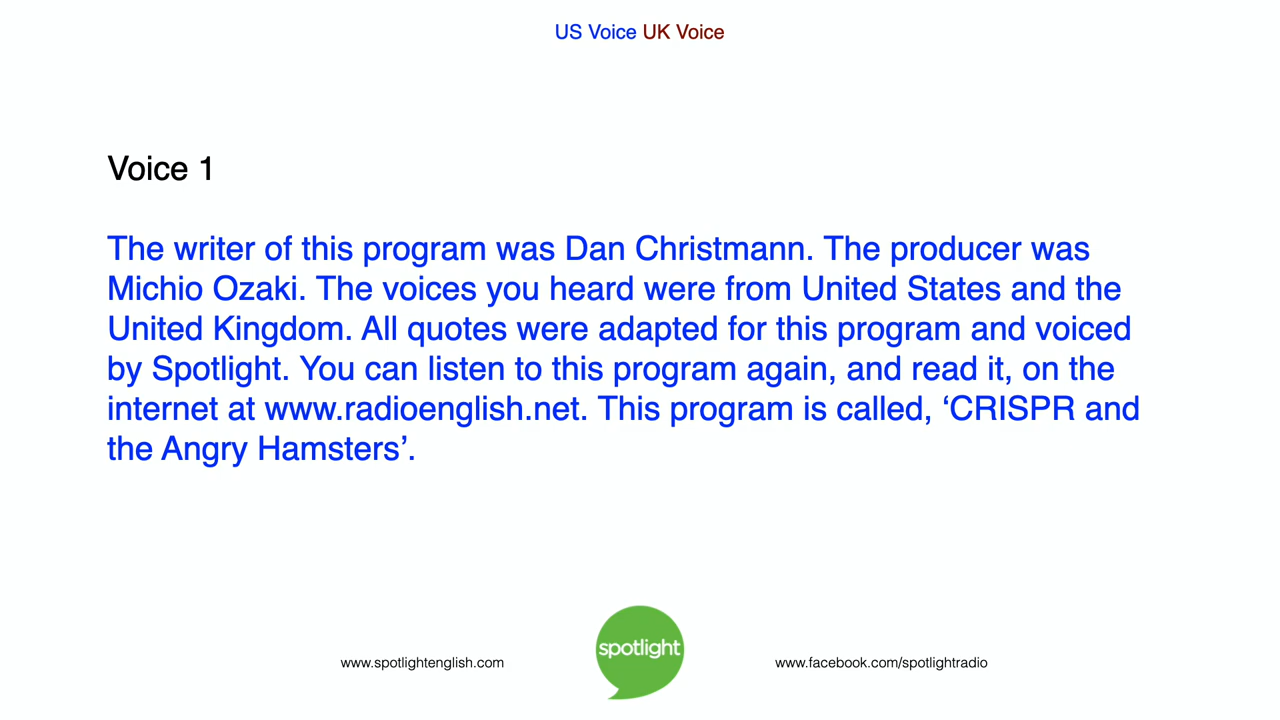 US Voice UK Voice
Voice 1
The writer of this program was Dan Christmann. The producer was
Michio Ozaki. The voices you heard were from United States and the
United Kingdom. All quotes were adapted for this program and voiced
by Spotlight. You can listen to this program again, and read it, on the
internet at www.radioenglish.net. This program is called, ‘CRISPR and
the Angry Hamsters’.
spotlight
www.spotlightenglish.com
www.facebook.com/spotlightradio